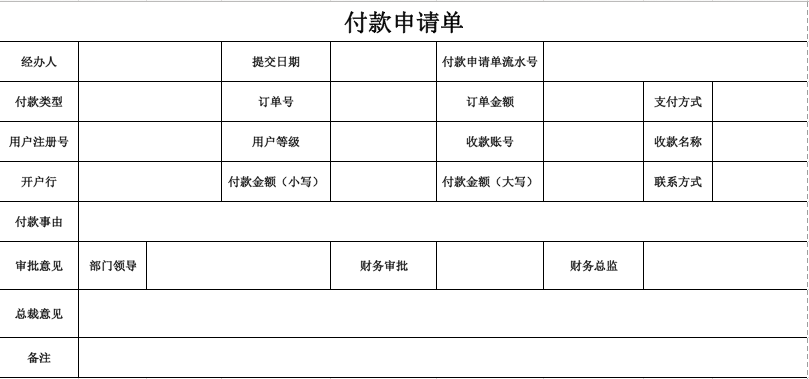 付款申请单
经办人 提交日期 付款申请单流水号
付款类型 订单号 订单金额 支付方式
用户注册号 用户等级 收款账号 收款名称
开户行 付款金额（小写） 付款金额（大写） 联系方式
付款事由
审批意见 部门领导 财务审批 财务总监
总裁意见
备注